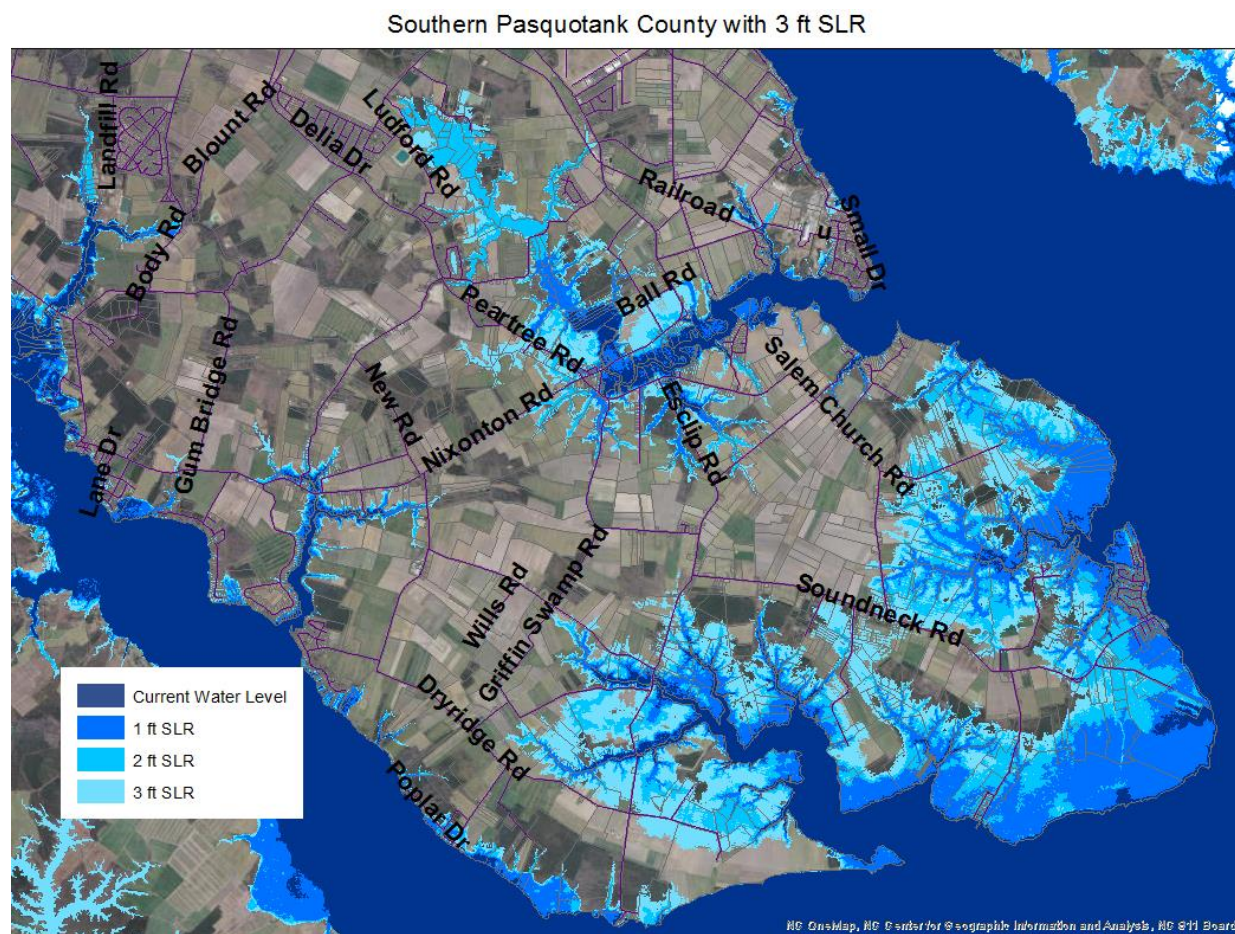 Southern Pasquotank County with 3 ft SLR
Landfill Rd
Blount Rd
Delia Dr
Ludford Rd
Railroad
Small Dr
Body Rd
Ball Rd
Peartree Rd
Gum Bridge Rd
New Rd
Nixonton Rd
Esclip Rd
Salem Church Rd
Lane Dr
Wills Rd
Griffin Swamp Rd
Soundneck Rd
Dryridge Rd
Poplar Dr
Current Water Level
1 ft SLR
2 ft SLR
3 ft SLR
NC OneMap, NC Center for Geographic Information and Analysis, NC 911 Board